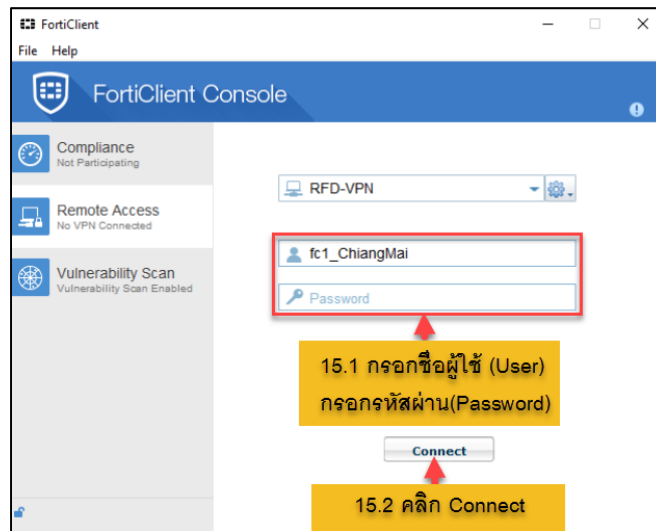 FortiClient
File Help
FortiClient Console
Compliance
Not Participating
Remote Access
No VPN Connected
Vulnerability Scan
Vulnerability Scan Enabled
RFD-VPN
fc1_ChiangMai
Password
15.1 กรอกชื่อผู้ใช้ (User)
กรอกรหัสผ่าน(Password)
Connect
15.2 คลิก Connect